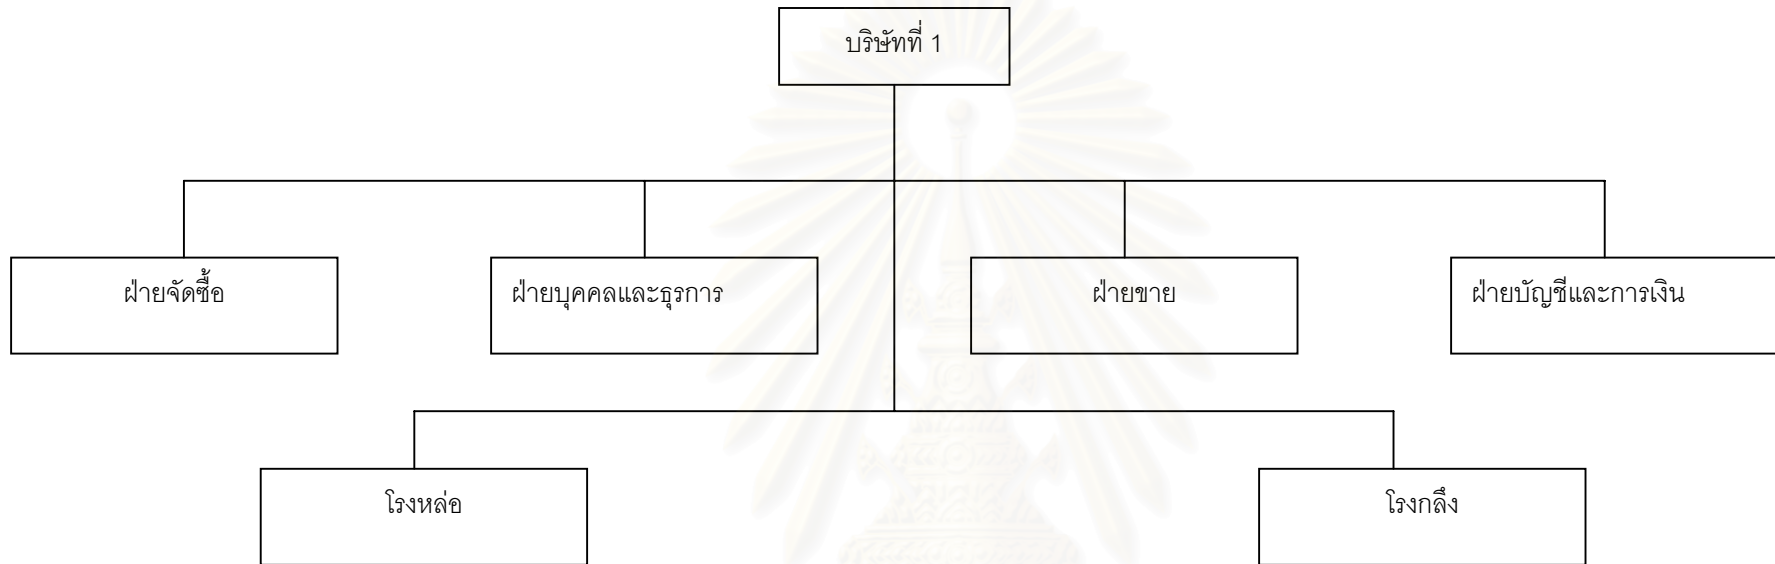 บริษัทที่ 1
ฝ่ายจัดซื้อ
ฝ่ายบุคคลและธุรการ
ฝ่ายขาย
ฝ่ายบัญชีและการเงิน
โรงหล่อ
โรงกลึง